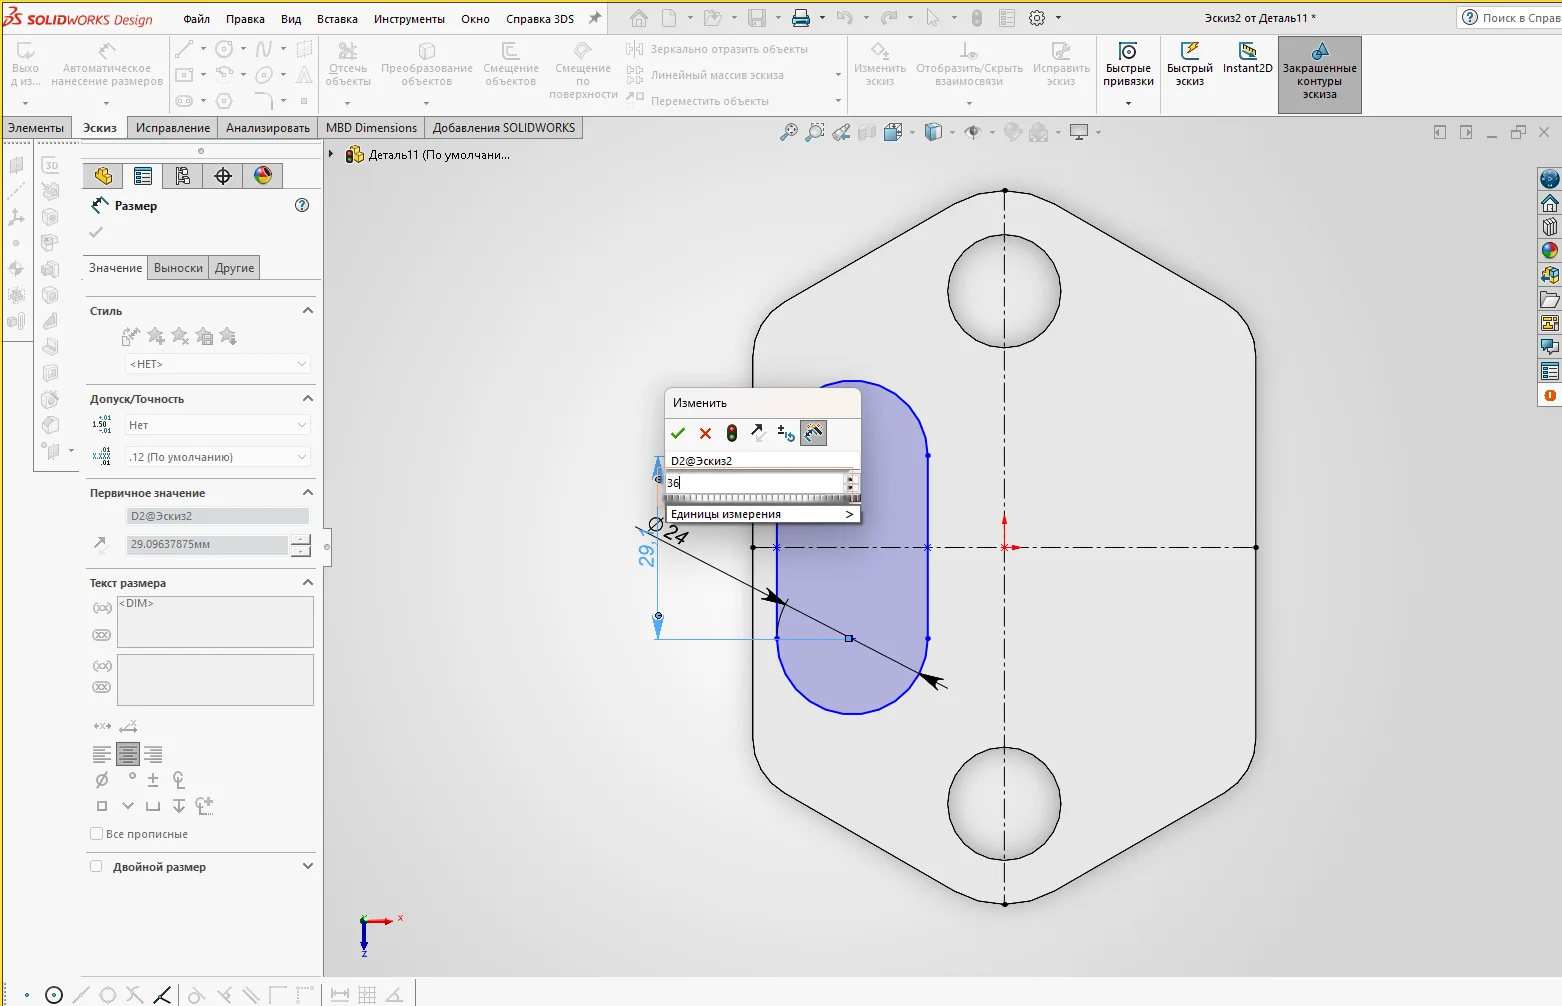 SOLIDWORKS Design
Файл Правка Вид Вставка Инструменты Окно Справка 3DS
Эскиз2 от Деталь11 *
Поиск в Справ
Выхо
д из...
Автоматическое
нанесение размеров
Отсечь
объекты
Преобразование
объектов
Смещение
объектов
Смещение
по
поверхности
Зеркально отразить объекты
Линейный массив эскиза
Переместить объекты
Изменить
эскиз
Отобразить/Скрыть
взаимосвязи
Исправить
эскиз
Быстрые
привязки
Быстрый
эскиз
Instant2D
Закрашенные
контуры
эскиза
Элементы Эскиз Исправление Анализировать MBD Dimensions Добавления SOLIDWORKS
Деталь11 (По умолчани...
Размер
Значение Выноски Другие
Стиль
<НЕТ>
Допуск/Точность
Нет
.12 (По умолчанию)
Первичное значение
D2@Эскиз2
29.09637875мм
Текст размера
<DIM>
Все прописные
Двойной размер
Изменить
D2@Эскиз2
36
Единицы измерения >
Ø 24
29,1
X
Y
Z